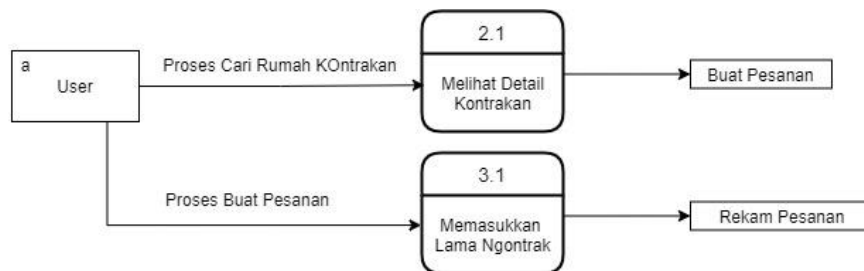 a
User
Proses Cari Rumah KOntrakan
2.1
Melihat Detail
Kontrakan
Buat Pesanan
Proses Buat Pesanan
3.1
Memasukkan
Lama Ngontrak
Rekam Pesanan